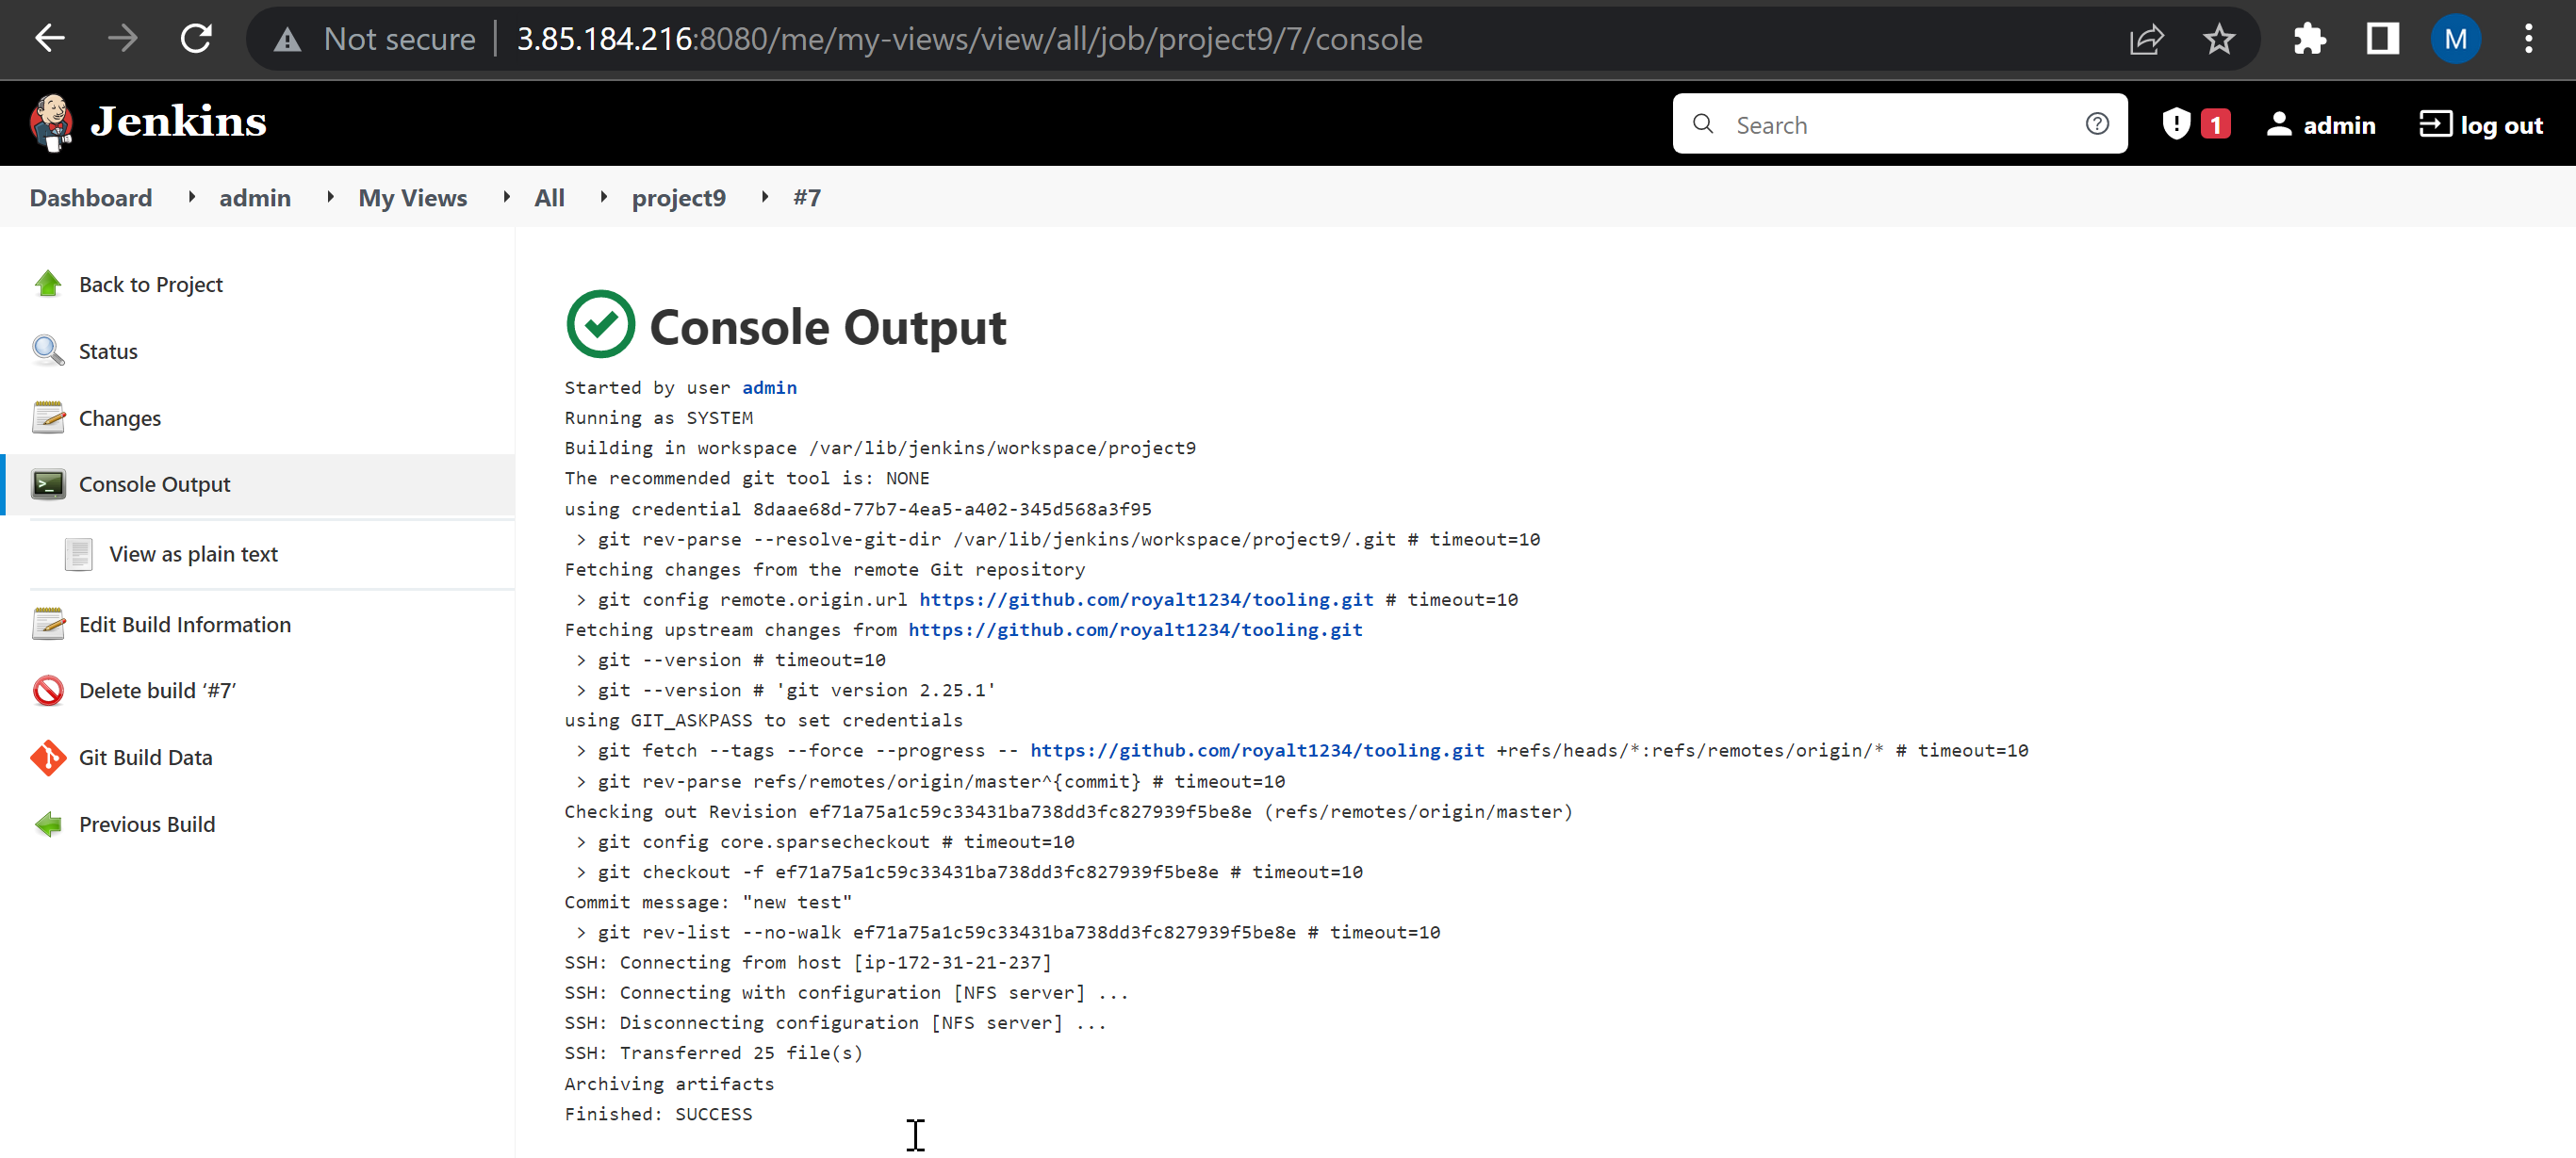 Not secure 3.85.184.216:8080/me/my-views/view/all/job/project9/7/console
M
Jenkins
Search
1
admin
log out
Dashboard admin My Views All project9 #7
Back to Project
Status
Changes
Console Output
View as plain text
Edit Build Information
Delete build ‘#7’
Git Build Data
Previous Build
Console Output
Started by user admin
Running as SYSTEM
Building in workspace /var/lib/jenkins/workspace/project9
The recommended git tool is: NONE
using credential 8daae68d-77b7-4ea5-a402-345d568a3f95
> git rev-parse --resolve-git-dir /var/lib/jenkins/workspace/project9/.git # timeout=10
Fetching changes from the remote Git repository
> git config remote.origin.url https://github.com/royalt1234/tooling.git # timeout=10
Fetching upstream changes from https://github.com/royalt1234/tooling.git
> git --version # timeout=10
> git --version # 'git version 2.25.1'
using GIT_ASKPASS to set credentials
> git fetch --tags --force --progress -- https://github.com/royalt1234/tooling.git +refs/heads/*:refs/remotes/origin/* # timeout=10
> git rev-parse refs/remotes/origin/master^{commit} # timeout=10
Checking out Revision ef71a75a1c59c33431ba738dd3fc827939f5be8e (refs/remotes/origin/master)
> git config core.sparsecheckout # timeout=10
> git checkout -f ef71a75a1c59c33431ba738dd3fc827939f5be8e # timeout=10
Commit message: "new test"
> git rev-list --no-walk ef71a75a1c59c33431ba738dd3fc827939f5be8e # timeout=10
SSH: Connecting from host [ip-172-31-21-237]
SSH: Connecting with configuration [NFS server] ...
SSH: Disconnecting configuration [NFS server] ...
SSH: Transferred 25 file(s)
Archiving artifacts
Finished: SUCCESS